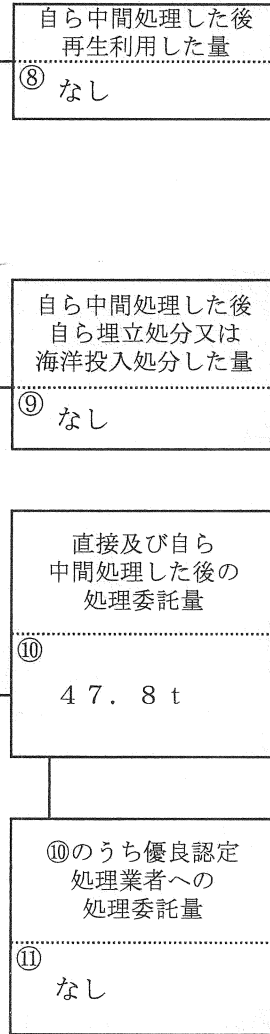 自ら中間処理した後
再生利用した量
⑧ なし
自ら中間処理した後
自ら埋立処分又は
海洋投入処分した量
⑨ なし
直接及び自ら
中間処理した後の
処理委託量
⑩
４７．８ｔ
⑩のうち優良認定
処理業者への
処理委託量
⑪
なし